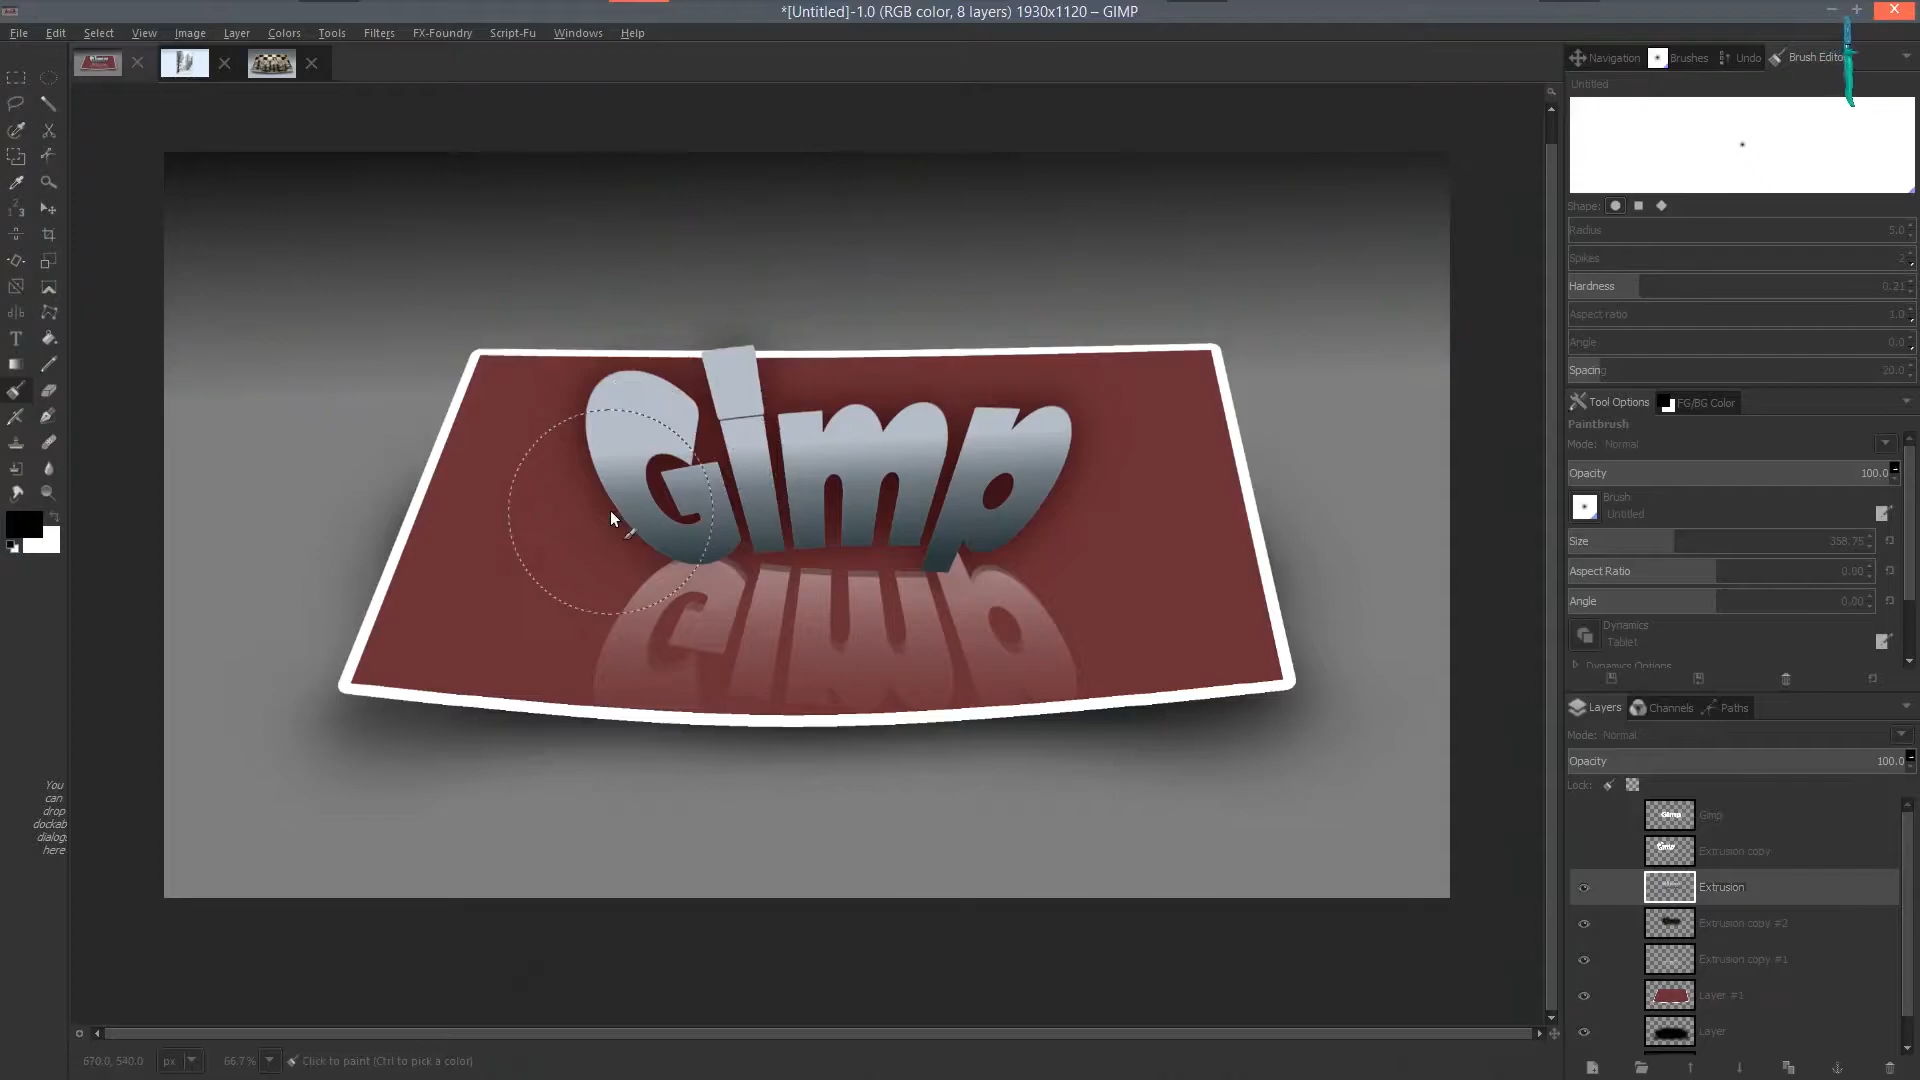 *[Untitled]-1.0 (RGB color, 8 layers) 1930x1120 – GIMP
File Edit Select View Image Layer Colors Tools Filters FX-Foundry Script-Fu Windows Help
Navigation Brushes Undo Brush Edito
Untitled
Shape:
Radius 5.0
Spikes 2
Hardness 0.21
Aspect ratio 1.0
Angle 0.0
Spacing 20.0
Tool Options FG/BG Color
Paintbrush
Mode: Normal
Opacity 100.0
Brush
Untitled
Size 358.75
Aspect Ratio 0.00
Angle 0.00
Dynamics
Tablet
Dynamics Options
Layers Channels Paths
Mode: Normal
Opacity 100.0
Lock:
Gimp
Extrusion copy
Extrusion
Extrusion copy #2
Extrusion copy #1
Layer #1
Layer
Gimp
You
can
drop
dockab
dialogs
here
670.0, 540.0 px 66.7% Click to paint (Ctrl to pick a color)